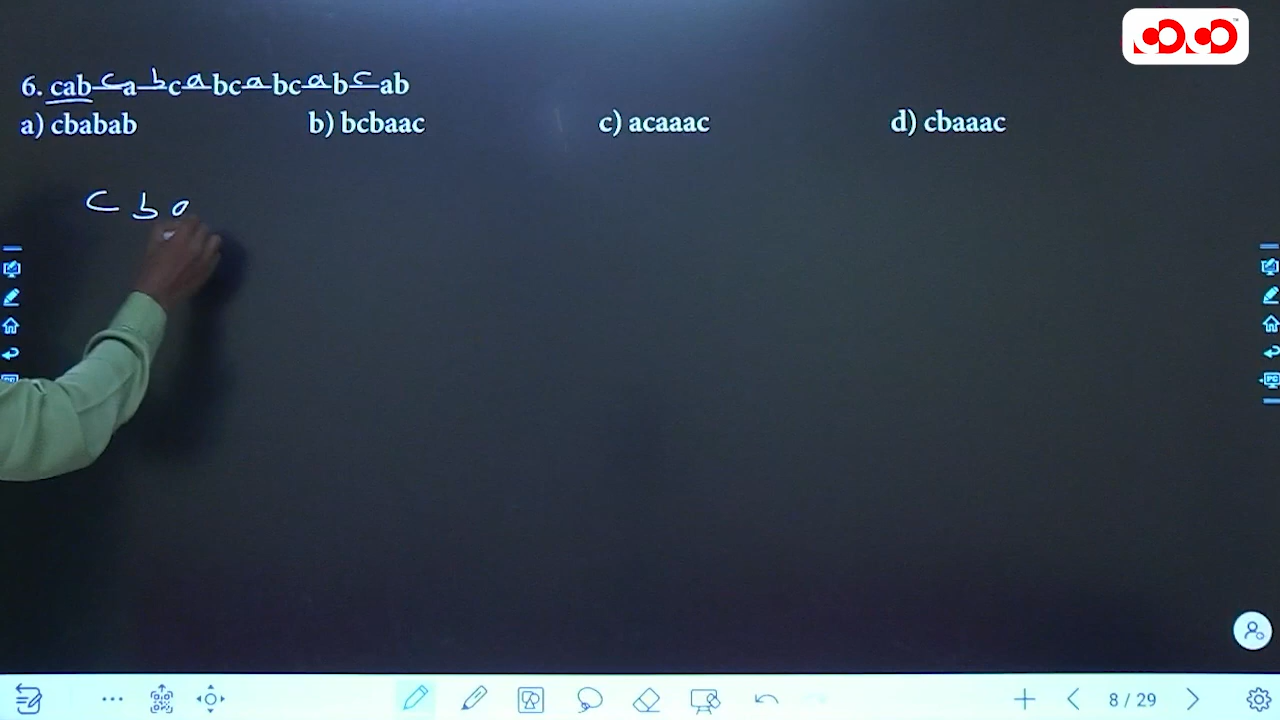 6. cab c a b c a bc a bc a b c ab
a) cbabab b) bcbaac c) acaaac d) cbaaac
c b a
8 / 29